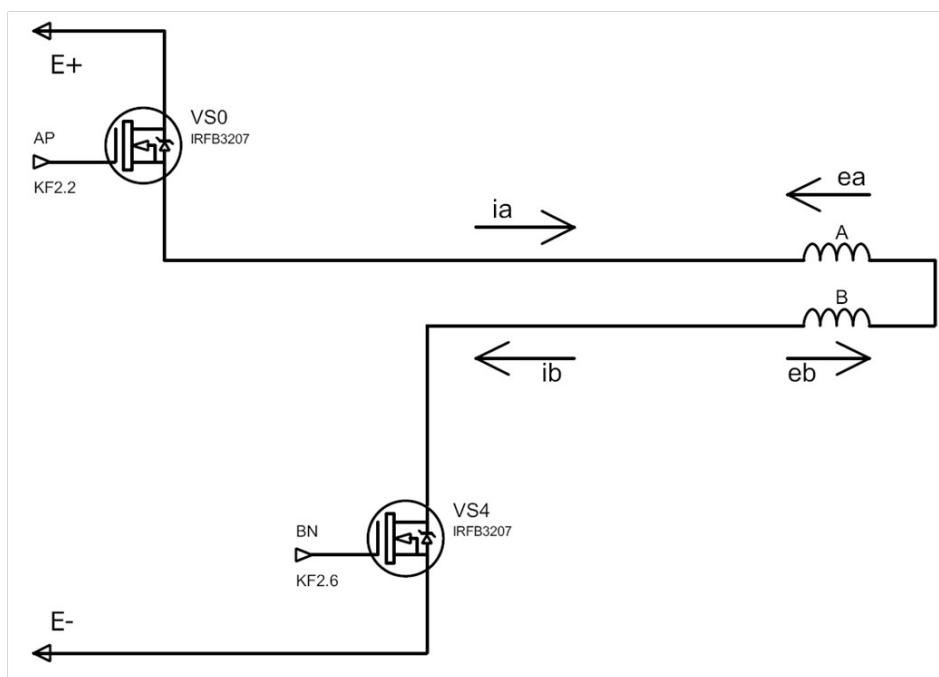 E+
VS0
IRFB3207
AP
KF2.2
ia
ea
A
B
ib
eb
VS4
IRFB3207
BN
KF2.6
E-